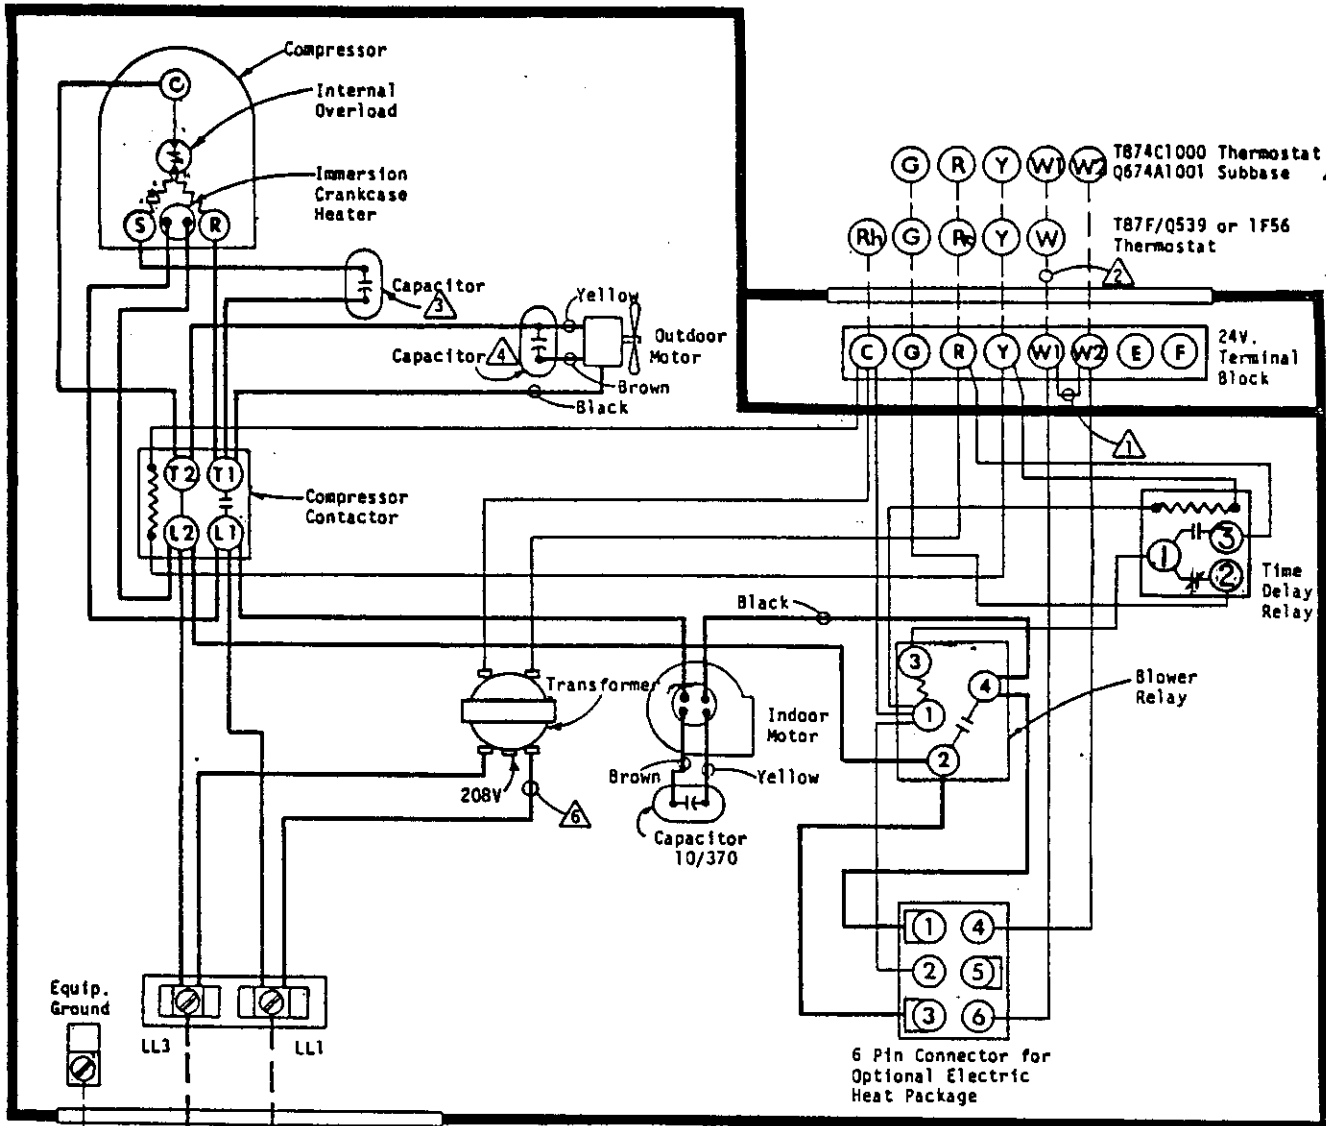 Compressor
C
Internal
Overload
Immersion
Crankcase
Heater
S
R
Capacitor
3
Capacitor
4
Yellow
Outdoor
Motor
Brown
Black
G R Y W1 W2
T874C1000 Thermostat
Q674A1001 Subbase
Rh G R Y W
T87F/Q539 or 1F56
Thermostat
2
C G R Y W1 W2 E F
24V.
Terminal
Block
1
T2 T1
L2 L1
Compressor
Contactor
1 3
2
Time
Delay
Relay
Black
3
4
1
2
Blower
Relay
Transformer
208V
6
Indoor
Motor
Brown
Yellow
Capacitor
10/370
1 4
2 5
3 6
6 Pin Connector for
Optional Electric
Heat Package
Equip.
Ground
LL3
LL1